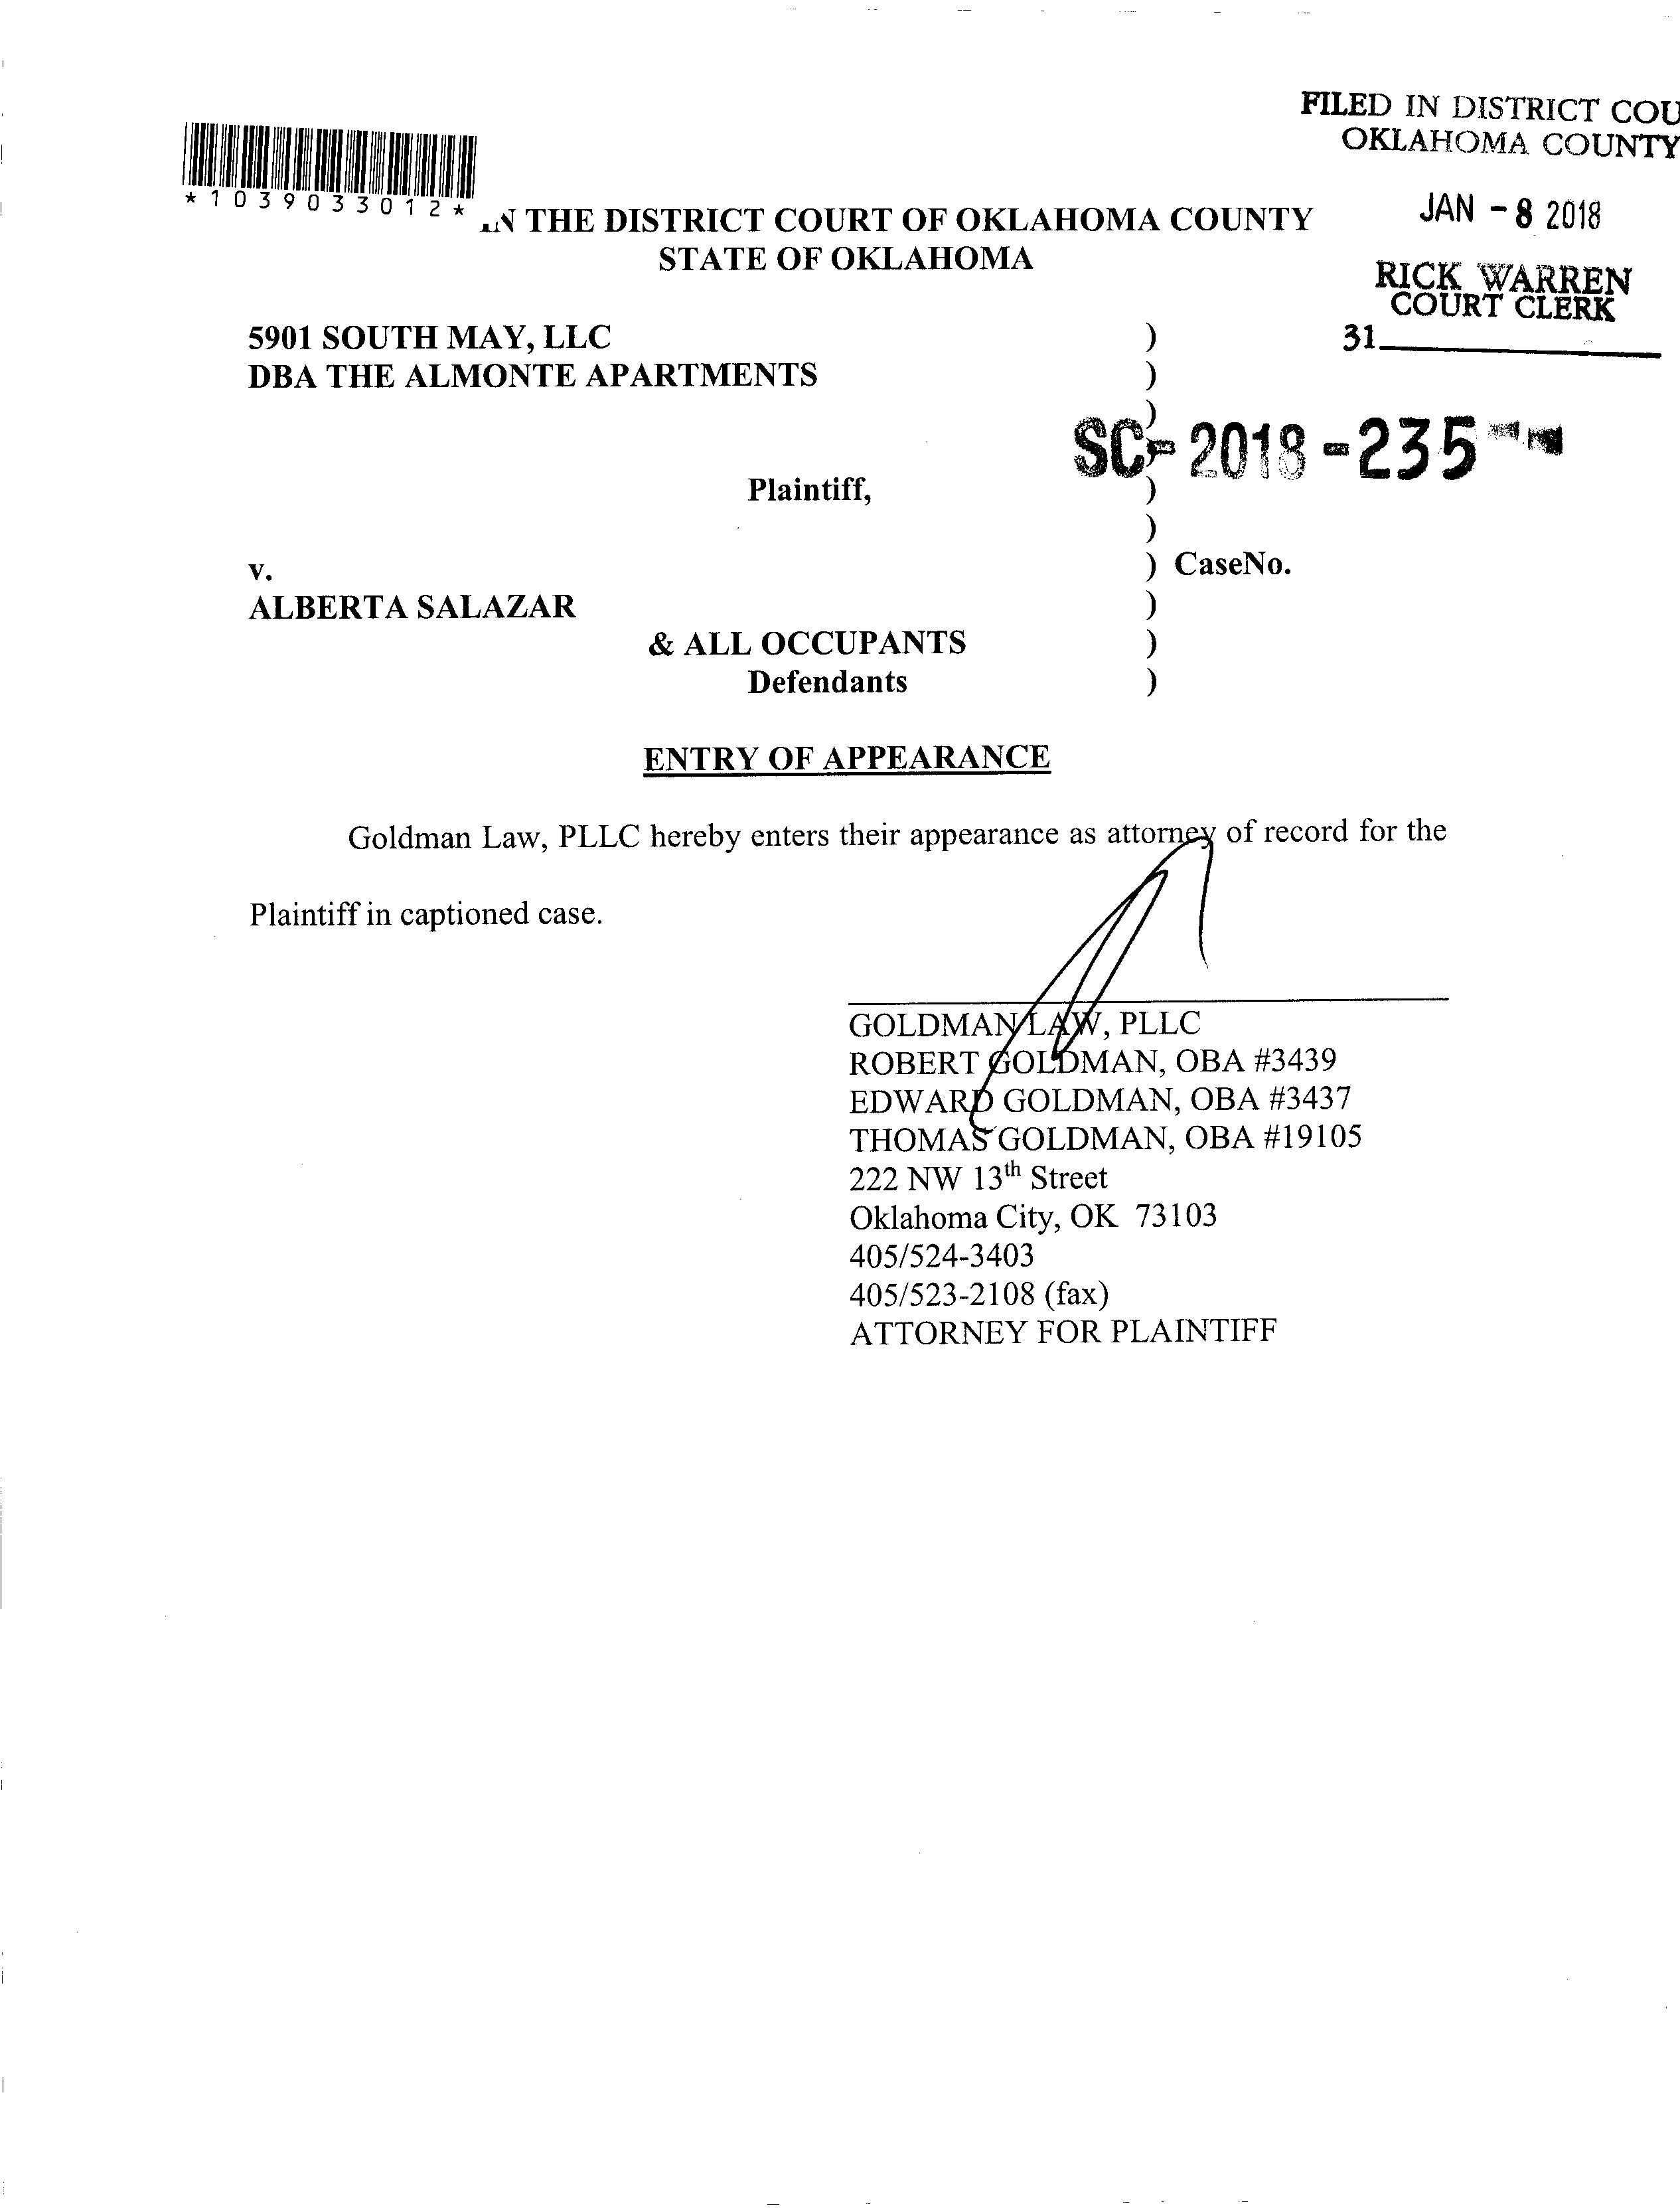 FILED IN DISTRICT COU
OKLAHOMA COUNTY
*1039033012*
IN THE DISTRICT COURT OF OKLAHOMA COUNTY
STATE OF OKLAHOMA
JAN - 8 2018
RICK WARREN
COURT CLERK
31
5901 SOUTH MAY, LLC )
DBA THE ALMONTE APARTMENTS )
)
SC- 2018 - 235
Plaintiff, )
)
v. ) CaseNo.
ALBERTA SALAZAR )
& ALL OCCUPANTS )
Defendants )
ENTRY OF APPEARANCE
Goldman Law, PLLC hereby enters their appearance as attorney of record for the
Plaintiff in captioned case.
GOLDMAN LAW, PLLC
ROBERT GOLDMAN, OBA #3439
EDWARD GOLDMAN, OBA #3437
THOMAS GOLDMAN, OBA #19105
222 NW 13th Street
Oklahoma City, OK 73103
405/524-3403
405/523-2108 (fax)
ATTORNEY FOR PLAINTIFF